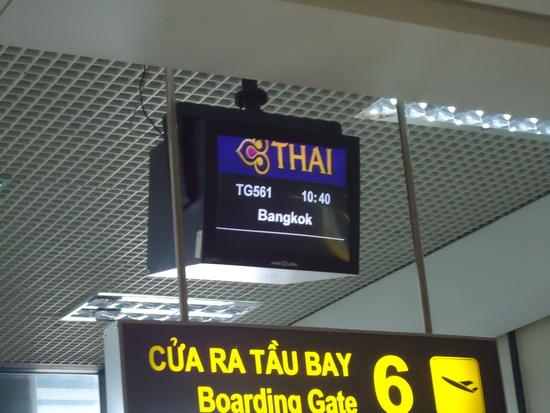 THAI
TG561 10:40
Bangkok
CỬA RA TẦU BAY 6
Boarding Gate